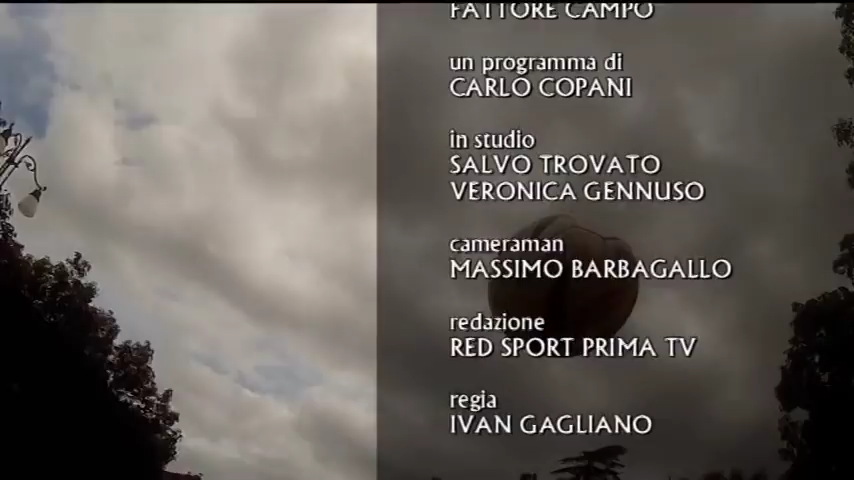 FATTORE CAMPO
un programma di
CARLO COPANI
in studio
SALVO TROVATO
VERONICA GENNUSO
cameraman
MASSIMO BARBAGALLO
redazione
RED SPORT PRIMA TV
regia
IVAN GAGLIANO